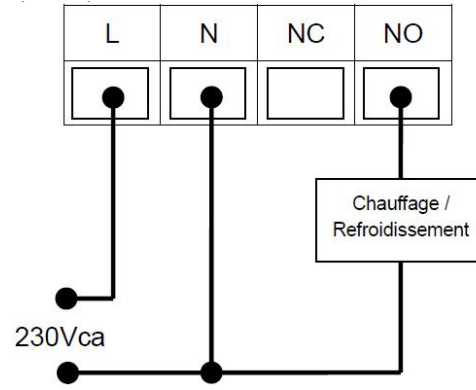 L N NC NO
Chauffage /
Refroidissement
230Vca